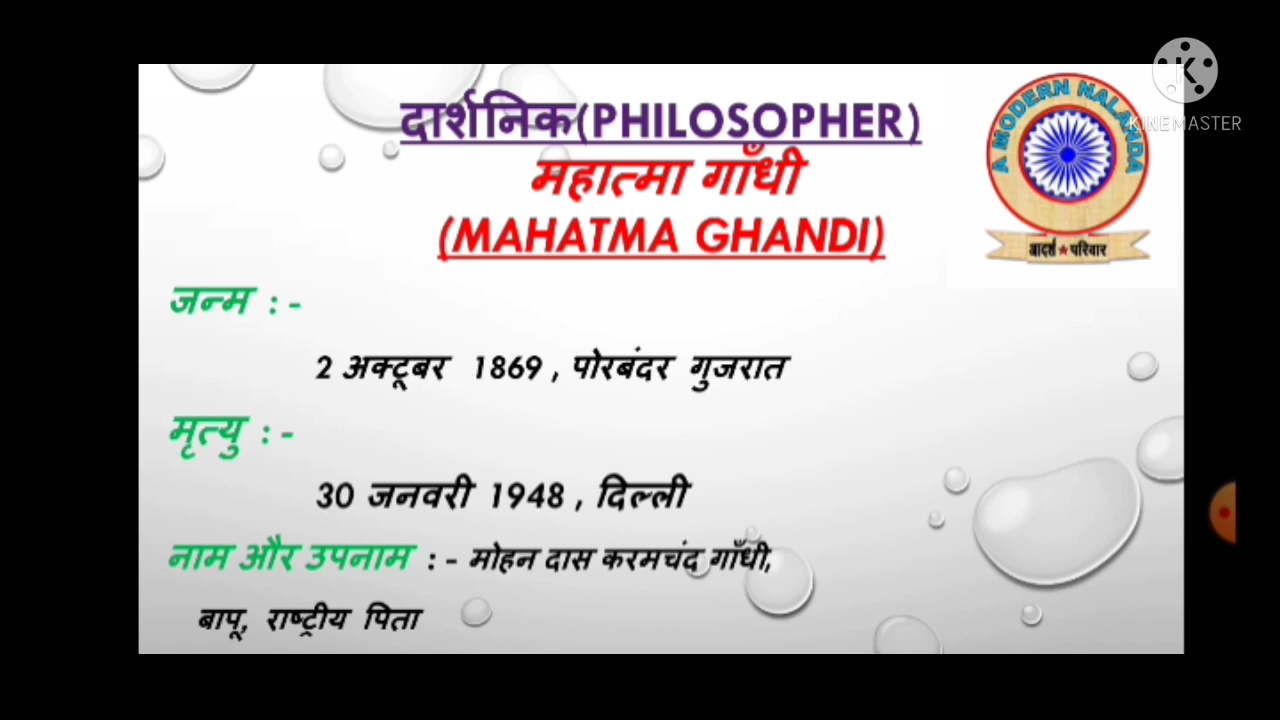 दार्शनिक(PHILOSOPHER)
महात्मा गाँधी
(MAHATMA GHANDI)
A MODERN NALANDA
आदर्श ★ परिवार
KINEMASTER
जन्म : -
2 अक्टूबर 1869 , पोरबंदर गुजरात
मृत्यु : -
30 जनवरी 1948 , दिल्ली
नाम और उपनाम : - मोहन दास करमचंद गाँधी,
बापू, राष्ट्रीय पिता